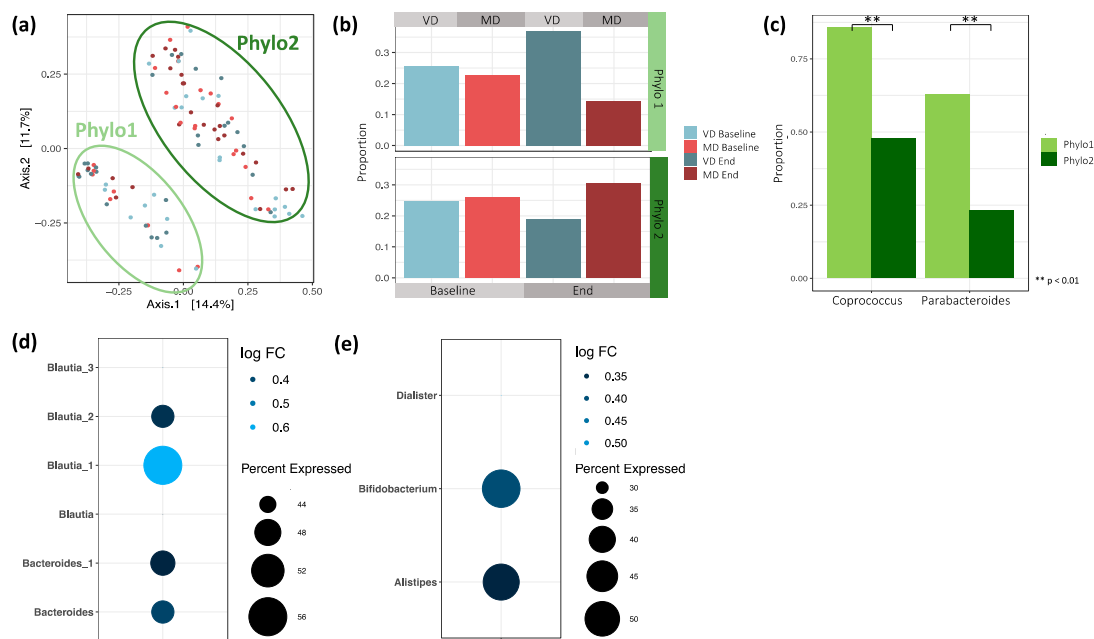 (a)
Phylo2
Phylo1
0.25
0.00
−0.25
Axis.2 [11.7%]
−0.25
0.00
0.25
0.50
Axis.1 [14.4%]
(b)
VD
MD
VD
MD
0.3
0.2
0.1
0.0
Phylo 1
Proportion
0.3
0.2
0.1
0.0
Phylo 2
Baseline
End
VD Baseline
MD Baseline
VD End
MD End
(c)
**
**
0.75
0.50
0.25
0.00
Proportion
Coprococcus
Parabacteroides
Phylo1
Phylo2
** p < 0.01
(d)
Blautia_3
Blautia_2
Blautia_1
Blautia
Bacteroides_1
Bacteroides
log FC
0.4
0.5
0.6
Percent Expressed
44
48
52
56
(e)
Dialister
Bifidobacterium
Alistipes
log FC
0.35
0.40
0.45
0.50
Percent Expressed
30
35
40
45
50